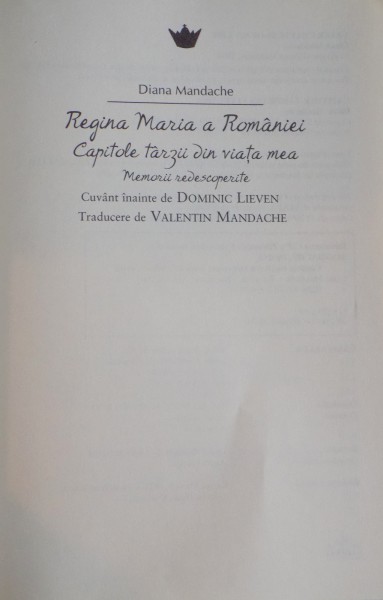 Diana Mandache
Regina Maria a României
Capitole târzii din viața mea
Memorii redescoperite
Cuvânt înainte de DOMINIC LIEVEN
Traducere de VALENTIN MANDACHE